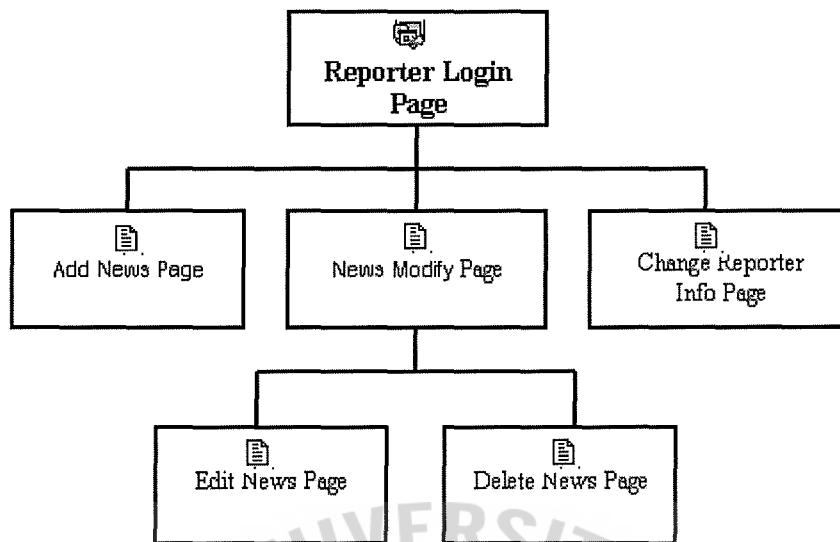 Reporter Login
Page
Add News Page
News Modify Page
Change Reporter
Info Page
Edit News Page
Delete News Page